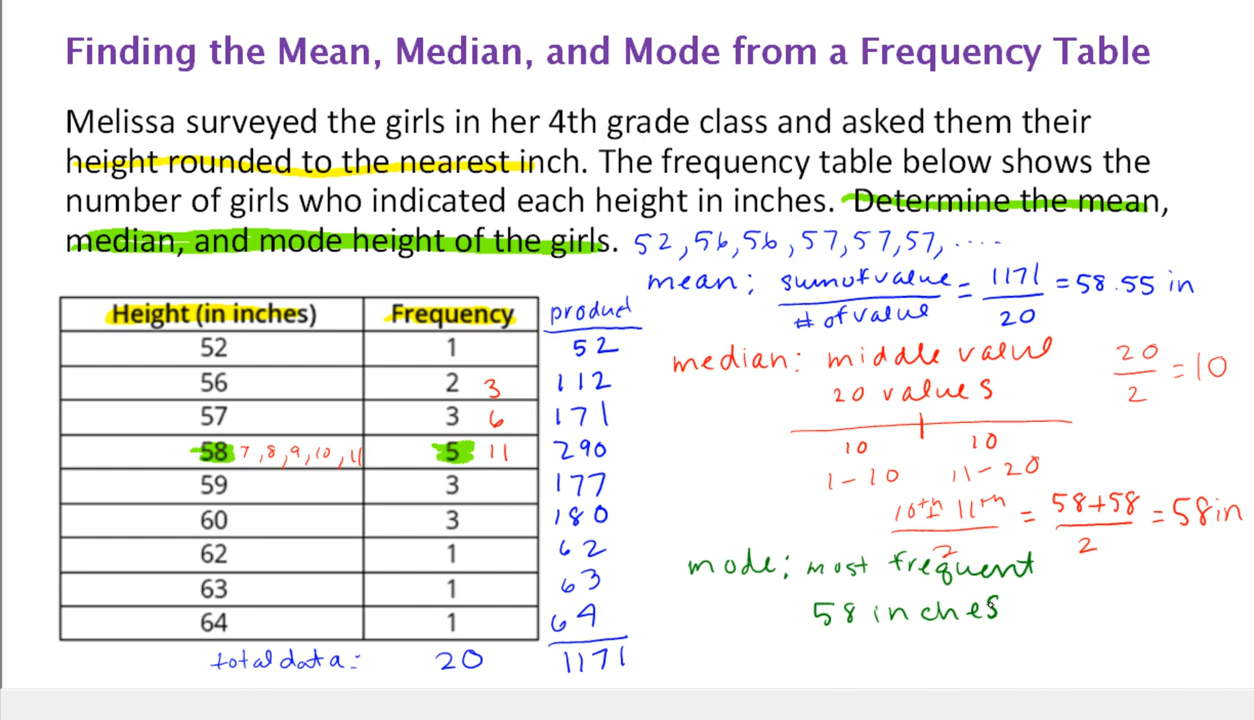 Finding the Mean, Median, and Mode from a Frequency Table
Melissa surveyed the girls in her 4th grade class and asked them their
height rounded to the nearest inch. The frequency table below shows the
number of girls who indicated each height in inches. Determine the mean,
median, and mode height of the girls. 52, 56, 56, 57, 57, 57, ....
mean: sum of value / # of value = 1171 / 20 = 58.55 in
Height (in inches) Frequency product
52 1 52
56 2 3 112
57 3 6 171
58 7, 8, 9, 10, 11 5 11 290
59 3 177
60 3 180
62 1 62
63 1 63
64 1 64
total data: 20 1171
median: middle value 20 / 2 = 10
20 values
10 10
1-10 11-20
10th 11th / 2 = 58+58 / 2 = 58 in
mode: most frequent
58 inches